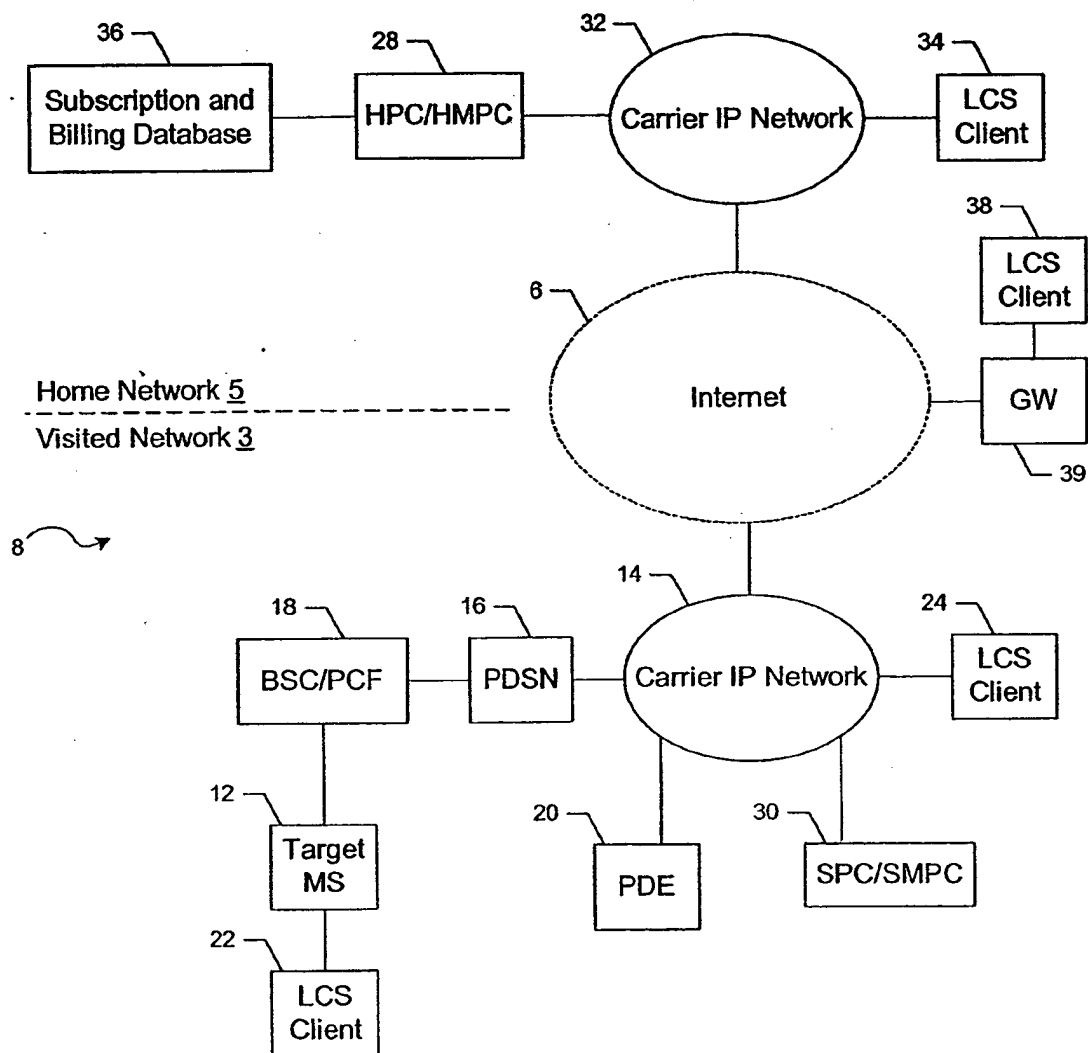 36
28
32
34
Subscription and
Billing Database
HPC/HMPC
Carrier IP Network
LCS
Client
38
LCS
Client
6
Internet
GW
39
Home Network 5
Visited Network 3
8
14
18
16
24
BSC/PCF
PDSN
Carrier IP Network
LCS
Client
12
20
30
Target
MS
PDE
SPC/SMPC
22
LCS
Client